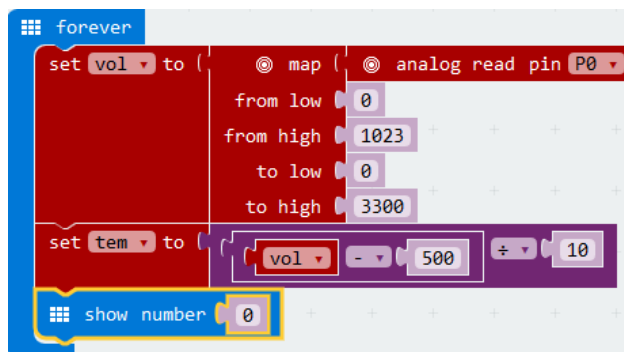 forever
set vol to map analog read pin P0
from low 0
from high 1023
to low 0
to high 3300
set tem to vol - 500 ÷ 10
show number 0